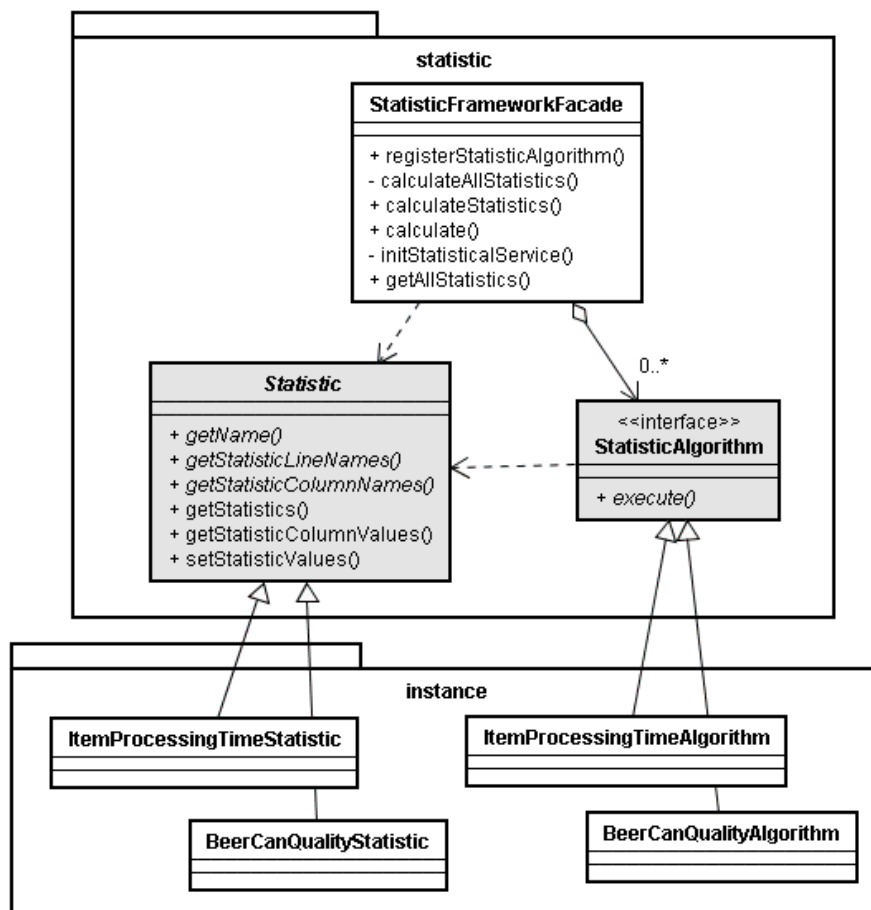 statistic
StatisticFrameworkFacade
+ registerStatisticAlgorithm()
- calculateAllStatistics()
+ calculateStatistics()
+ calculate()
- initStatisticalService()
+ getAllStatistics()
0..*
Statistic
+ getName()
+ getStatisticLineNames()
+ getStatisticColumnNames()
+ getStatistics()
+ getStatisticColumnValues()
+ setStatisticValues()
<<interface>>
StatisticAlgorithm
+ execute()
instance
ItemProcessingTimeStatistic
ItemProcessingTimeAlgorithm
BeerCanQualityStatistic
BeerCanQualityAlgorithm